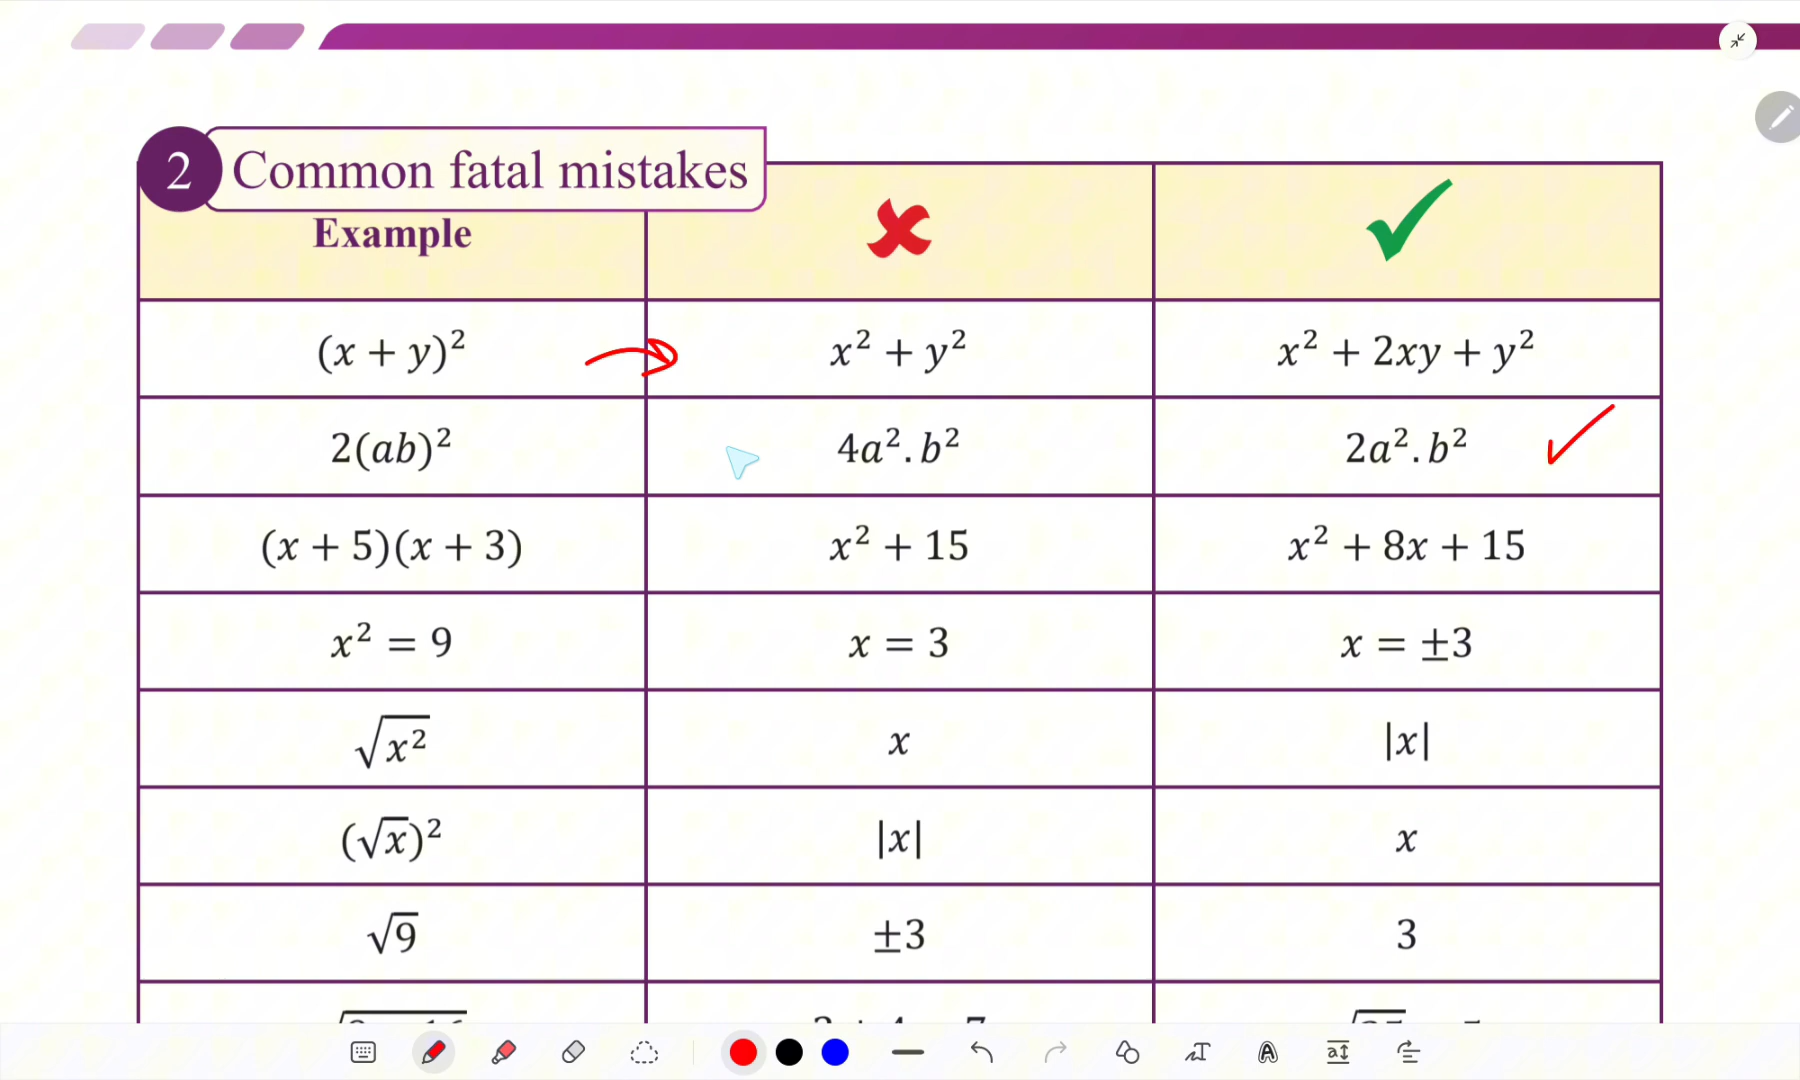 2 Common fatal mistakes
Example ✘ ✓
(x + y)² x² + y² x² + 2xy + y²
2(ab)² 4a².b² 2a².b²
(x + 5)(x + 3) x² + 15 x² + 8x + 15
x² = 9 x = 3 x = ±3
√x² x |x|
(√x)² |x| x
√9 ±3 3